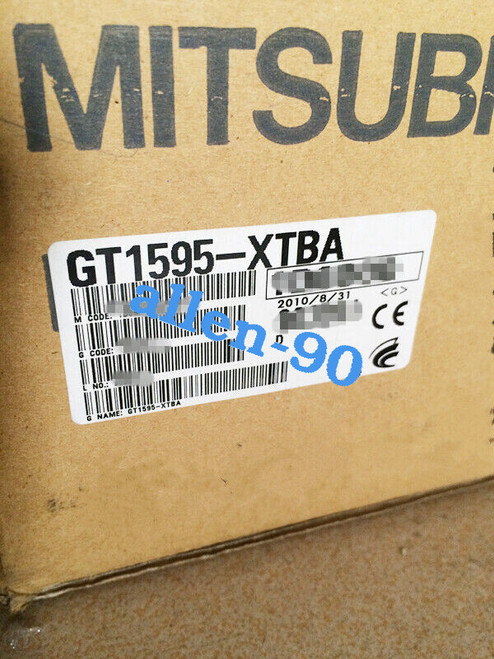 MITSUBI
GT1595-XTBA
2010/8/31 <G>
M CODE:
D
CE
G CODE:
L NO.:
G NAME: GT1595-XTBA
allen-90